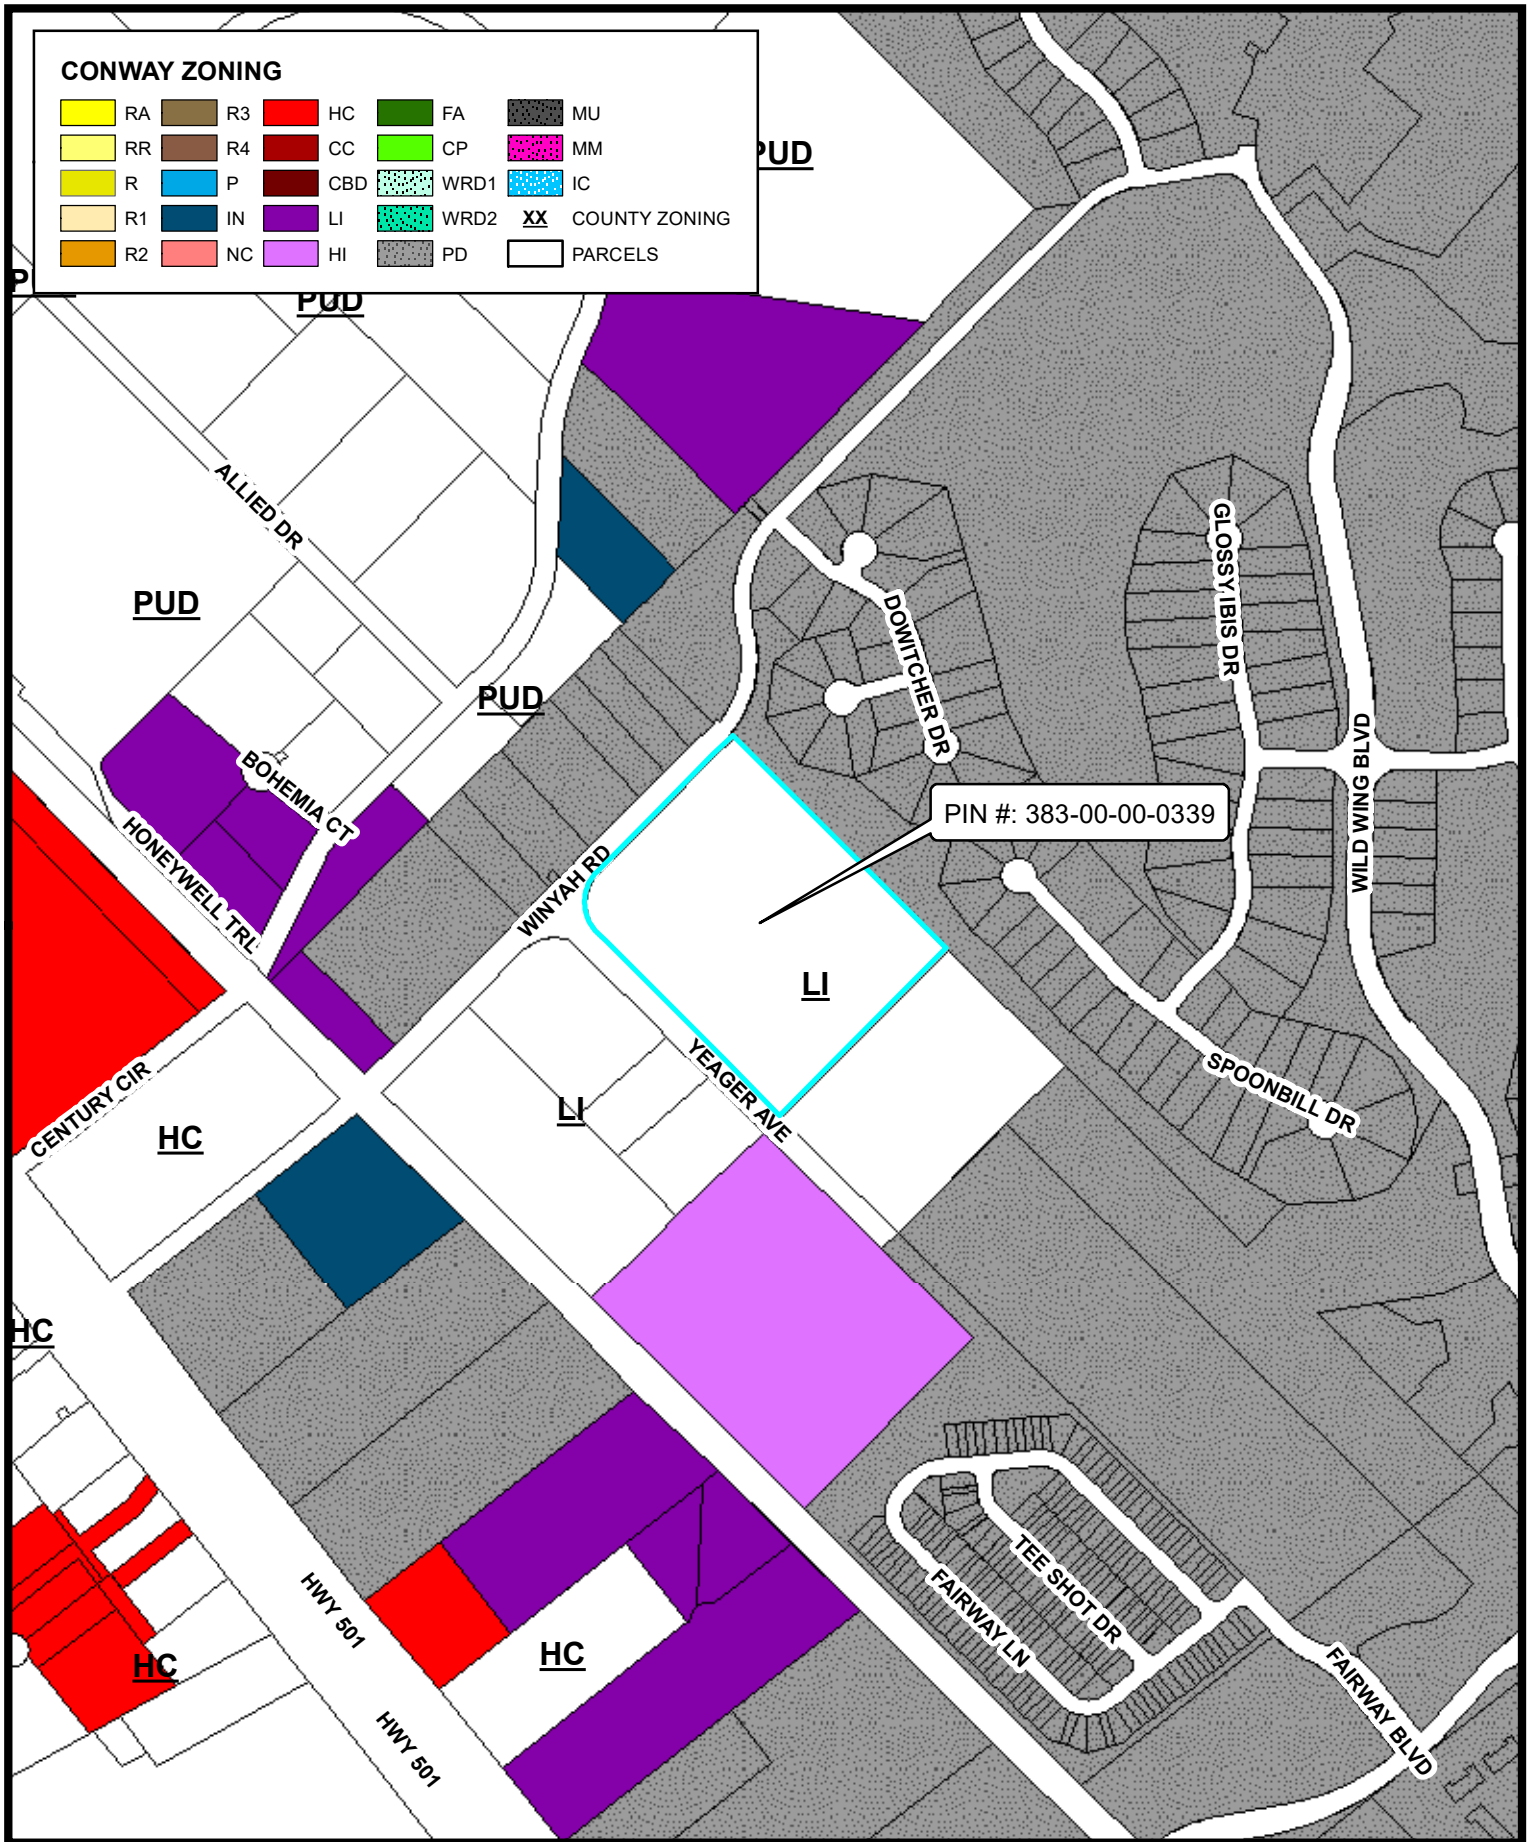 CONWAY ZONING
RA R3 HC FA MU
RR R4 CC CP MM
R P CBD WRD1 IC
R1 IN LI WRD2 XX COUNTY ZONING
R2 NC HI PD PARCELS
PUD
PUD
ALLIED DR
PUD
GLOSSY IBIS DR
DOWITCHER DR
PUD
WILD WING BLVD
BOHEMIA CT
PIN #: 383-00-00-0339
HONEYWELL TRL
WINYAH RD
LI
YEAGER AVE
SPOONBILL DR
CENTURY CIR
LI
HC
HC
TEE SHOT DR
FAIRWAY LN
HWY 501
HC
HC
FAIRWAY BLVD
HWY 501